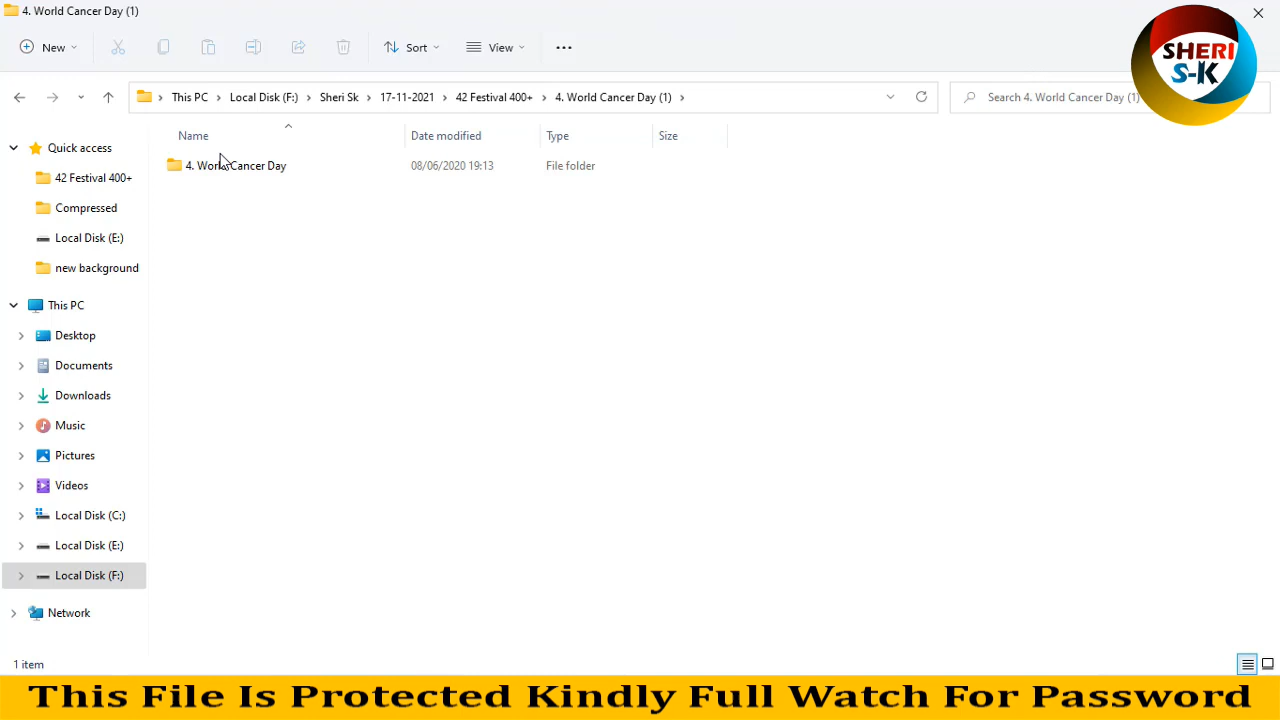 4. World Cancer Day (1)
New
Sort
View
SHERI
S-K
This PC
Local Disk (F:)
Sheri Sk
17-11-2021
42 Festival 400+
4. World Cancer Day (1)
Search 4. World Cancer Day (1)
Name
Date modified
Type
Size
4. World Cancer Day
08/06/2020 19:13
File folder
Quick access
42 Festival 400+
Compressed
Local Disk (E:)
new background
This PC
Desktop
Documents
Downloads
Music
Pictures
Videos
Local Disk (C:)
Local Disk (E:)
Local Disk (F:)
Network
1 item
This File Is Protected Kindly Full Watch For Password